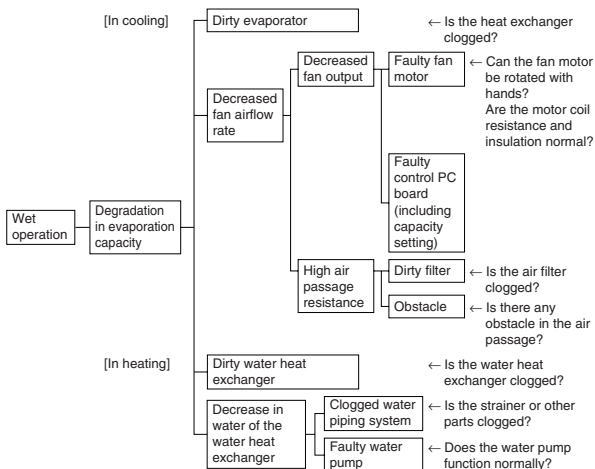 [In cooling]
Dirty evaporator
← Is the heat exchanger
clogged?
Decreased
fan airflow
rate
Decreased
fan output
Faulty fan
motor
← Can the fan motor
be rotated with
hands?
Are the motor coil
resistance and
insulation normal?
Faulty
control PC
board
(including
capacity
setting)
Wet
operation
Degradation
in evaporation
capacity
High air
passage
resistance
Dirty filter
← Is the air filter
clogged?
Obstacle
← Is there any
obstacle in the air
passage?
[In heating]
Dirty water heat
exchanger
← Is the water heat
exchanger clogged?
Decrease in
water of the
water heat
exchanger
Clogged water
piping system
← Is the strainer or other
parts clogged?
Faulty water
pump
← Does the water pump
function normally?